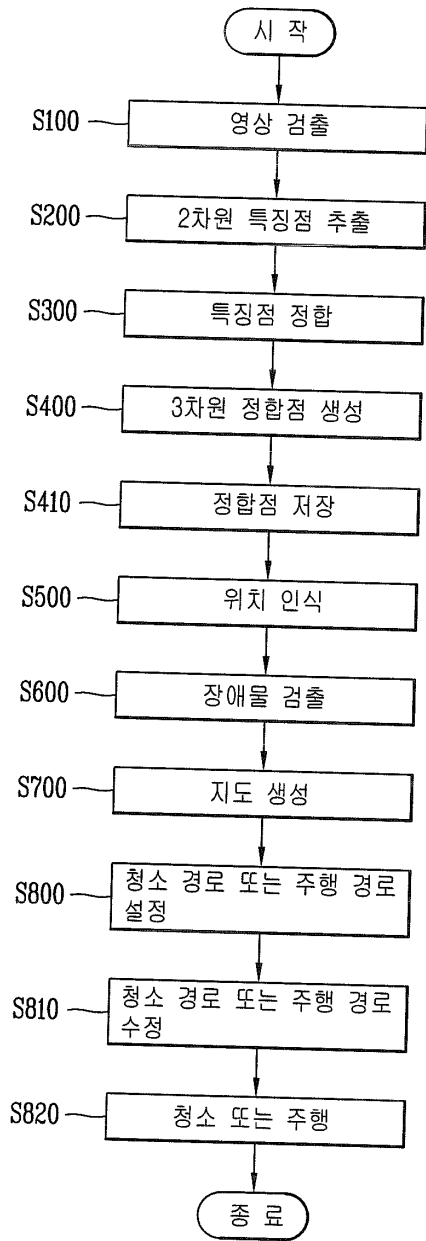 시 작
S100
영상 검출
S200
2차원 특징점 추출
S300
특징점 정합
S400
3차원 정합점 생성
S410
정합점 저장
S500
위치 인식
S600
장애물 검출
S700
지도 생성
S800
청소 경로 또는 주행 경로
설정
S810
청소 경로 또는 주행 경로
수정
S820
청소 또는 주행
종 료